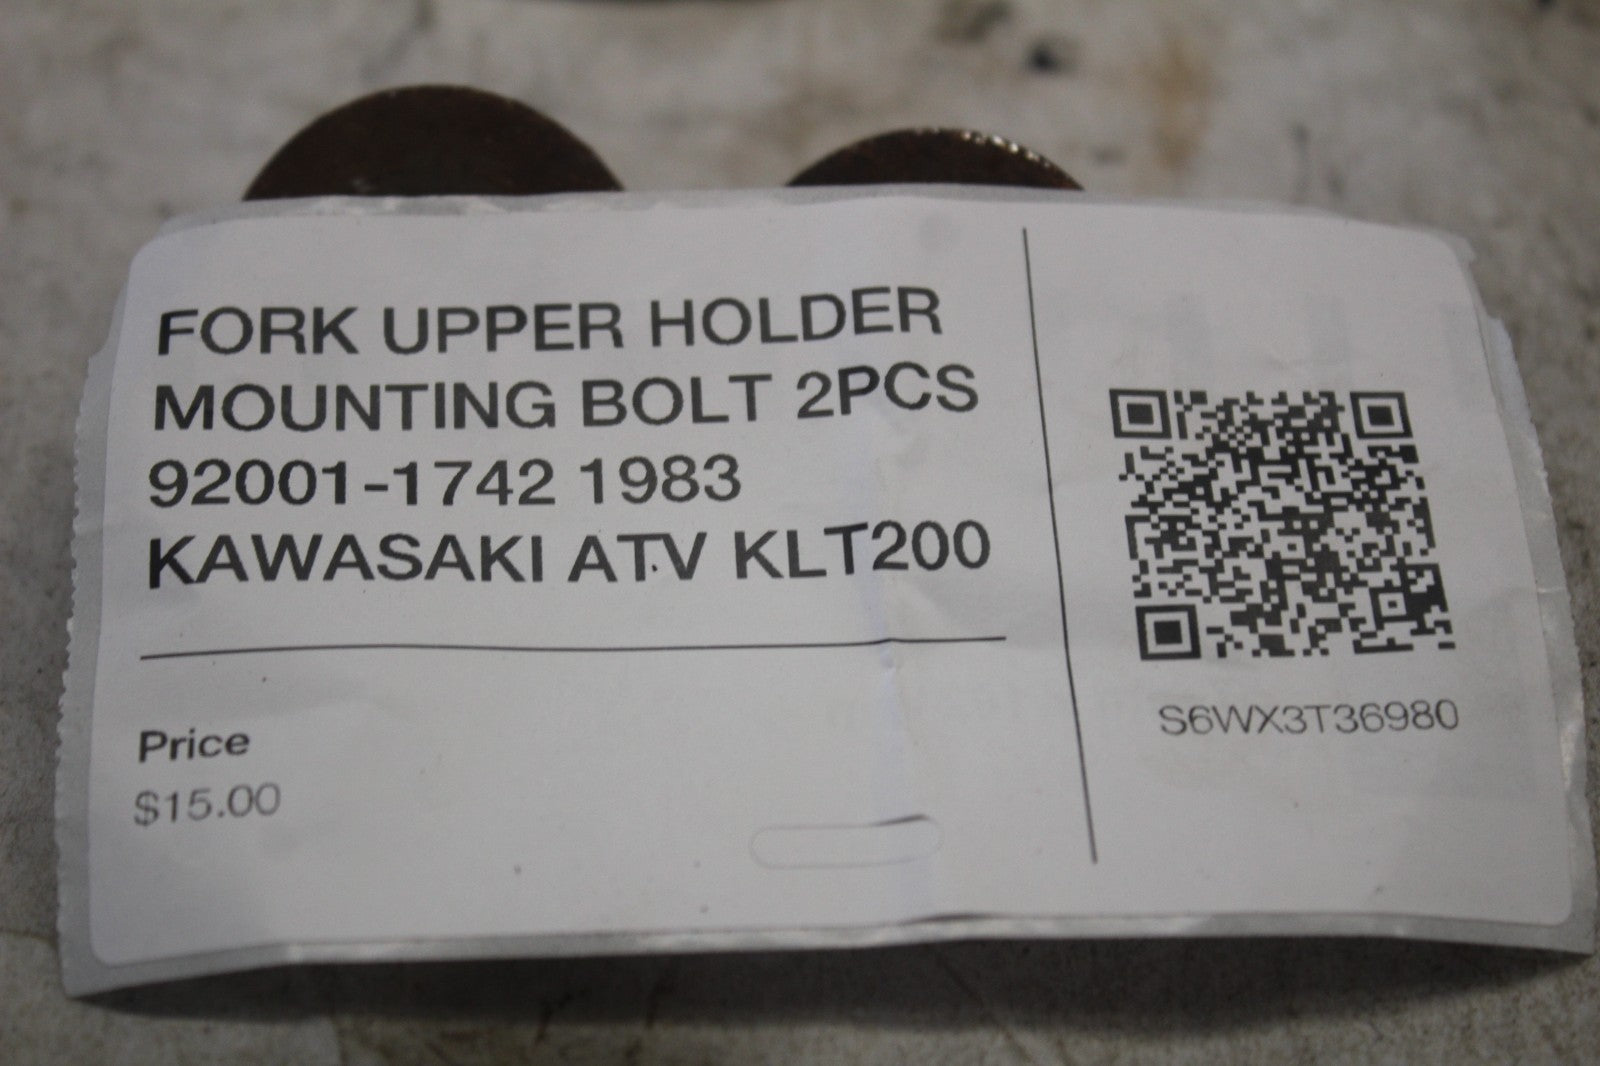 FORK UPPER HOLDER
MOUNTING BOLT 2PCS
92001-1742 1983
KAWASAKI ATV KLT200
Price
$15.00
S6WX3T36980